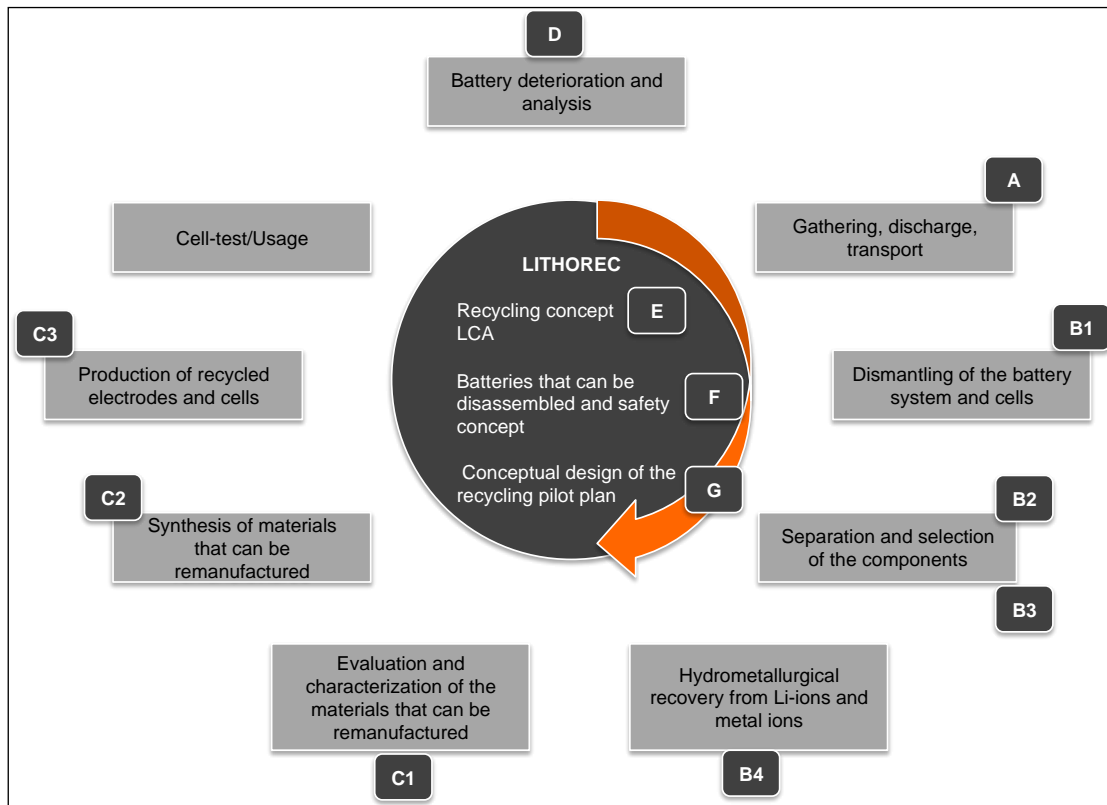 D
Battery deterioration and
analysis
A
Gathering, discharge,
transport
Cell-test/Usage
LITHOREC
Recycling concept
LCA
E
Batteries that can be
disassembled and safety
concept
F
Conceptual design of the
recycling pilot plan
G
B1
Dismantling of the battery
system and cells
C3
Production of recycled
electrodes and cells
B2
Separation and selection
of the components
B3
C2
Synthesis of materials
that can be
remanufactured
Evaluation and
characterization of the
materials that can be
remanufactured
C1
Hydrometallurgical
recovery from Li-ions and
metal ions
B4